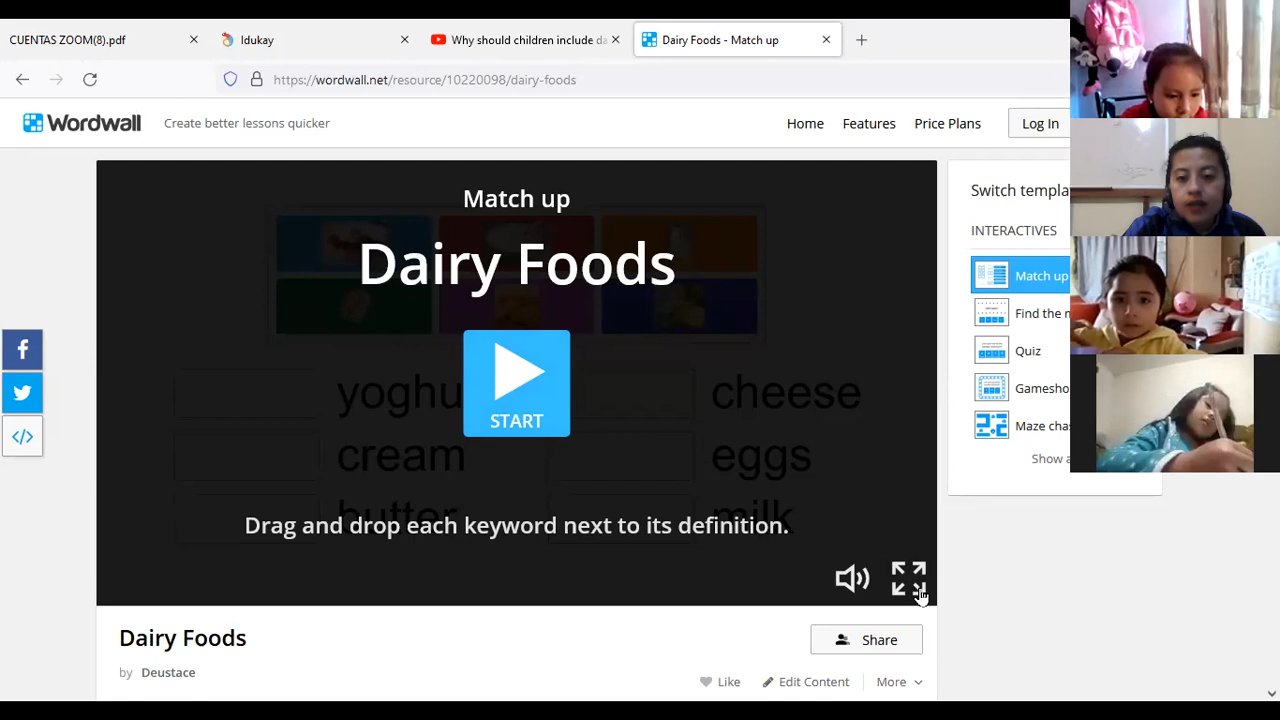 CUENTAS ZOOM(8).pdf
Idukay
Why should children include da
Dairy Foods - Match up
https://wordwall.net/resource/10220098/dairy-foods
Wordwall
Create better lessons quicker
Home
Features
Price Plans
Log In
Match up
Dairy Foods
START
yoghu
cheese
cream
eggs
butter
milk
Drag and drop each keyword next to its definition.
Switch templa
INTERACTIVES
Match up
Find the m
Quiz
Gamesho
Maze cha
Show a
Dairy Foods
Share
by Deustace
Like
Edit Content
More